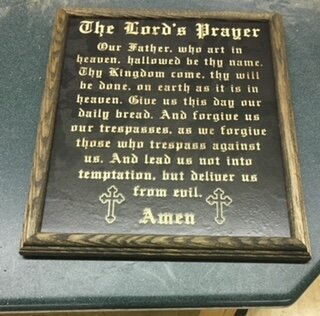 The Lord's Prayer
Our Father, who art in
heaven, hallowed be thy name.
Thy Kingdom come, thy will
be done, on earth as it is in
heaven. Give us this day our
daily bread. And forgive us
our trespasses, as we forgive
those who trespass against
us. And lead us not into
temptation, but deliver us
from evil.
Amen